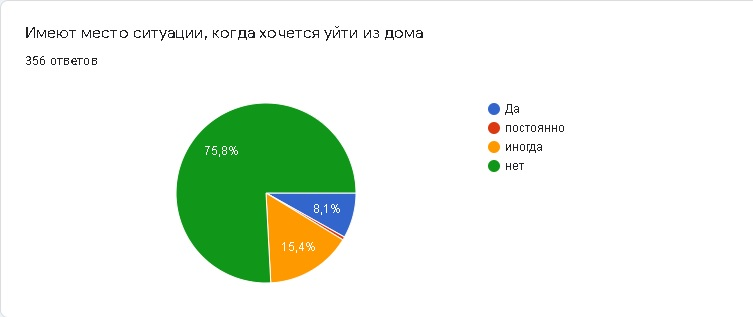 Имеют место ситуации, когда хочется уйти из дома
356 ответов
Да
постоянно
иногда
нет
75,8%
8,1%
15,4%